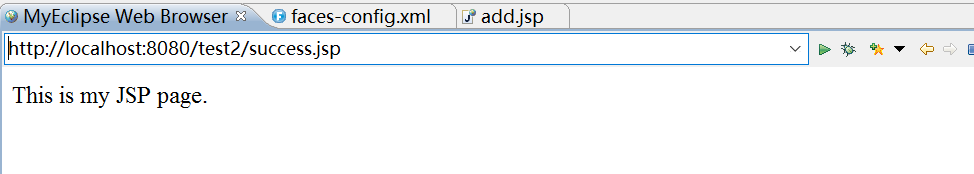 MyEclipse Web Browser faces-config.xml add.jsp
http://localhost:8080/test2/success.jsp
This is my JSP page.